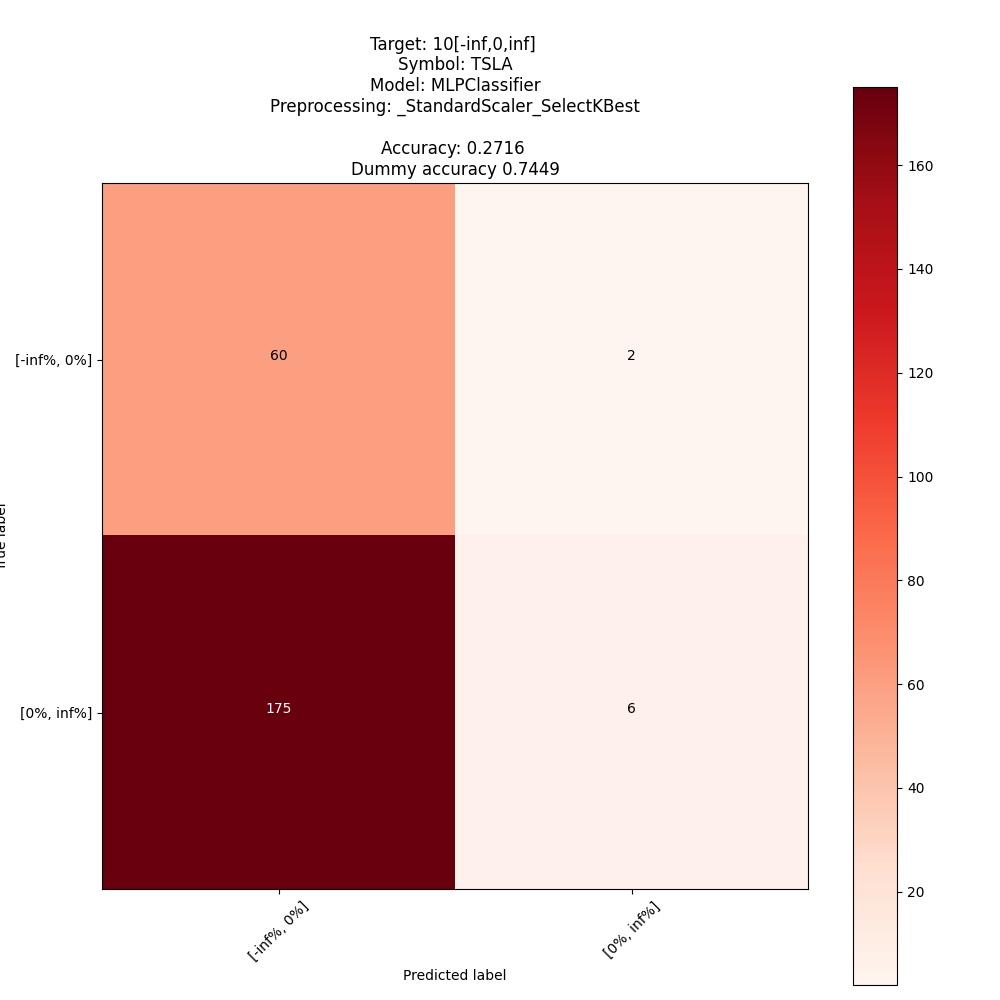 Target: 10[-inf,0,inf]
Symbol: TSLA
Model: MLPClassifier
Preprocessing: _StandardScaler_SelectKBest
Accuracy: 0.2716
Dummy accuracy 0.7449
[-inf%, 0%]
60
2
[0%, inf%]
175
6
[-inf%, 0%]
[0%, inf%]
Predicted label
160
140
120
100
80
60
40
20